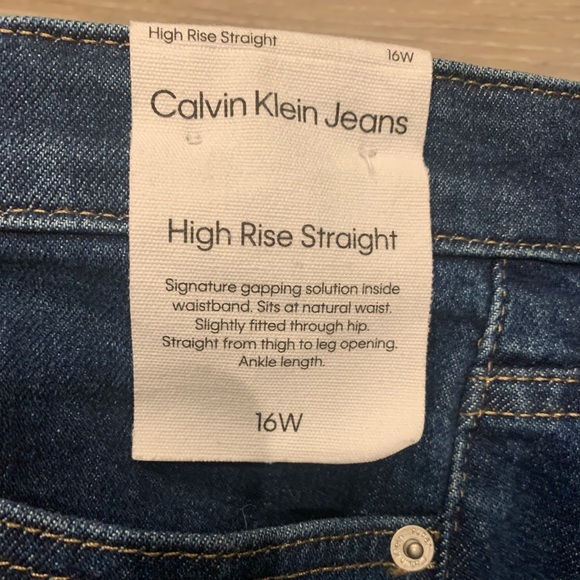 High Rise Straight
16W
Calvin Klein Jeans
High Rise Straight
Signature gapping solution inside
waistband. Sits at natural waist.
Slightly fitted through hip.
Straight from thigh to leg opening.
Ankle length.
16W